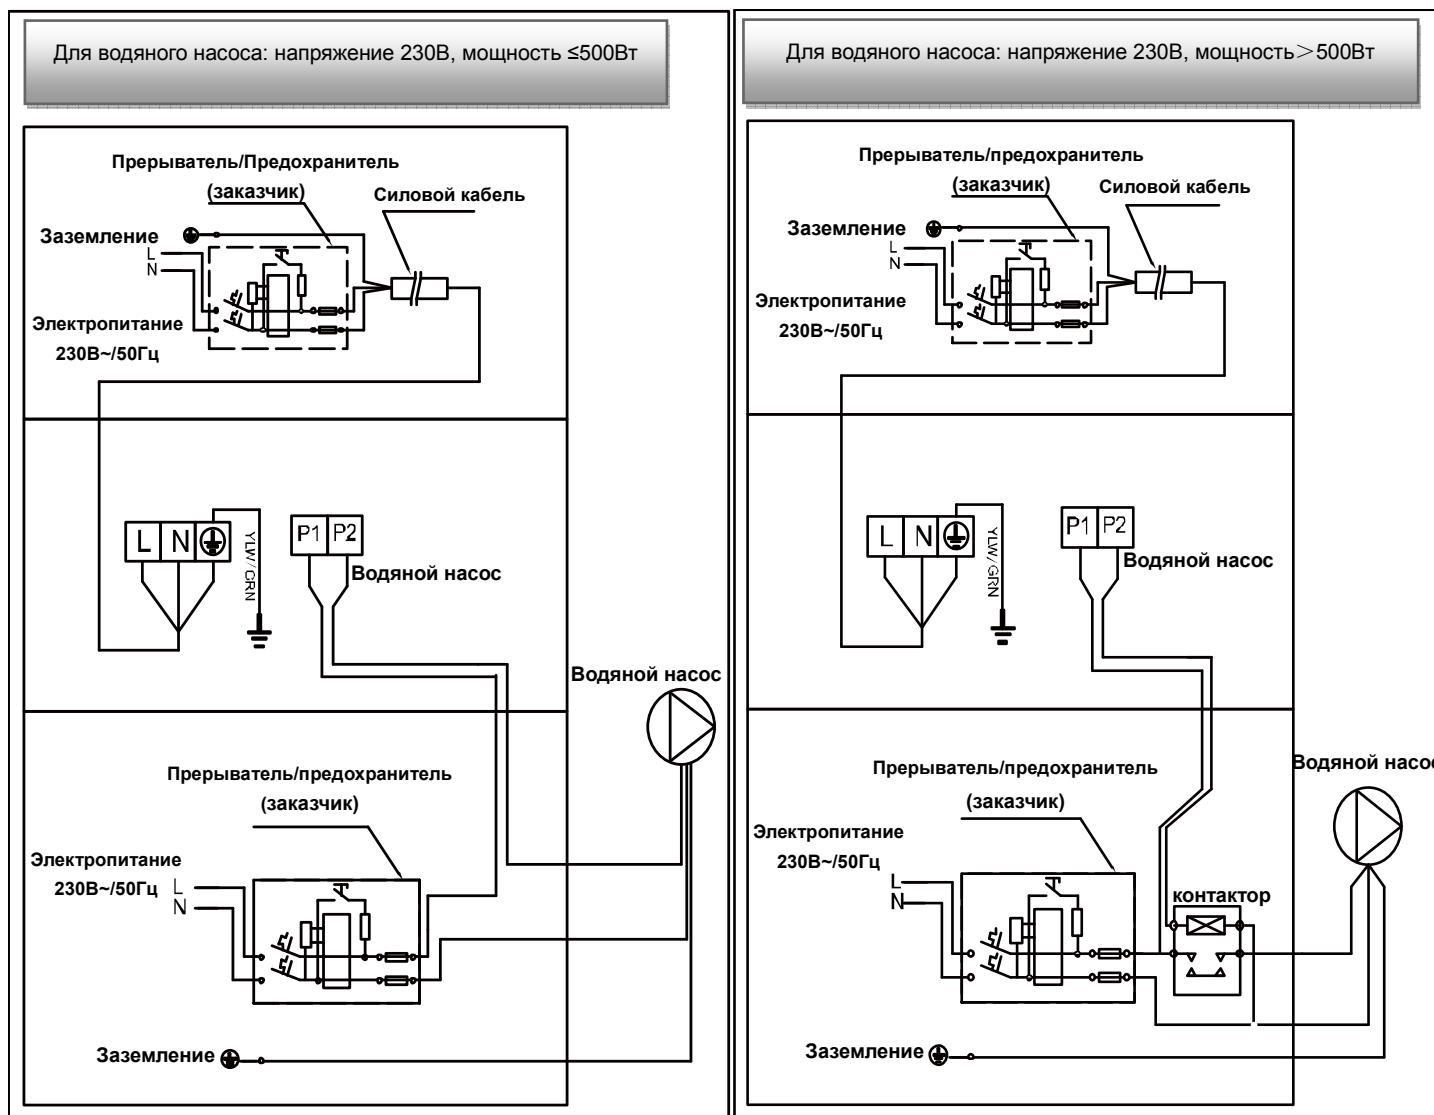 Для водяного насоса: напряжение 230В, мощность ≤500Вт
Прерыватель/Предохранитель
(заказчик)
Силовой кабель
Заземление
L
N
Электропитание
230В~/50Гц
L N
YLW/CRN
P1 P2
Водяной насос
Водяной насос
Прерыватель/предохранитель
(заказчик)
Электропитание
230В~/50Гц
L
N
Заземление
Для водяного насоса: напряжение 230В, мощность>500Вт
Прерыватель/предохранитель
(заказчик)
Силовой кабель
Заземление
L
N
Электропитание
230В~/50Гц
L N
YLW/GRN
P1 P2
Водяной насос
Водяной насос
Прерыватель/предохранитель
(заказчик)
Электропитание
230В~/50Гц
L
N
контактор
Заземление